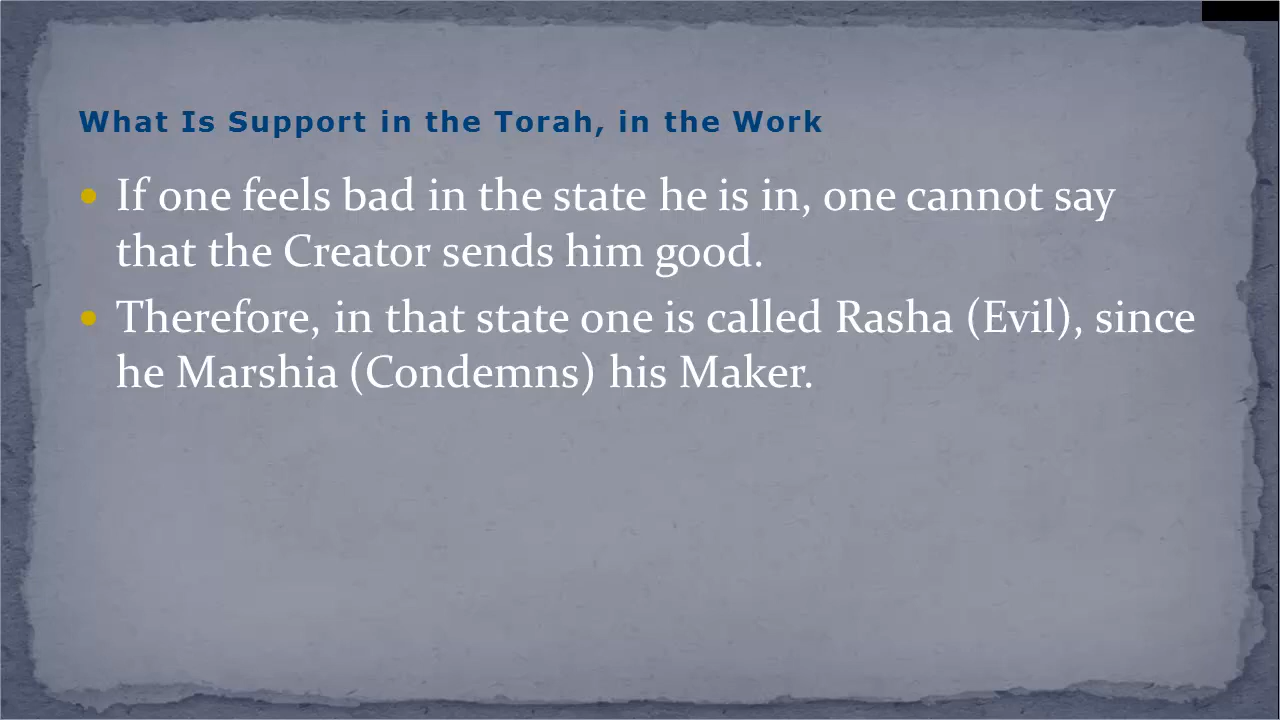 What Is Support in the Torah, in the Work
• If one feels bad in the state he is in, one cannot say
that the Creator sends him good.
• Therefore, in that state one is called Rasha (Evil), since
he Marshia (Condemns) his Maker.